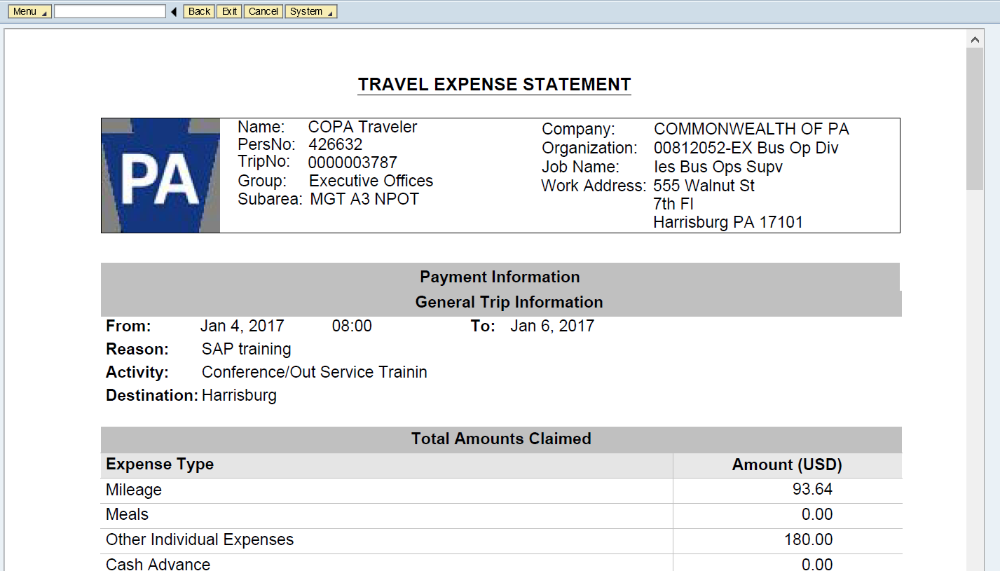 Menu Back Exit Cancel System
TRAVEL EXPENSE STATEMENT
PA
Name: COPA Traveler
PersNo: 426632
TripNo: 0000003787
Group: Executive Offices
Subarea: MGT A3 NPOT
Company: COMMONWEALTH OF PA
Organization: 00812052-EX Bus Op Div
Job Name: Ies Bus Ops Supv
Work Address: 555 Walnut St
7th Fl
Harrisburg PA 17101
Payment Information
General Trip Information
From: Jan 4, 2017 08:00 To: Jan 6, 2017
Reason: SAP training
Activity: Conference/Out Service Trainin
Destination: Harrisburg
Total Amounts Claimed
Expense Type Amount (USD)
Mileage 93.64
Meals 0.00
Other Individual Expenses 180.00
Cash Advance 0.00